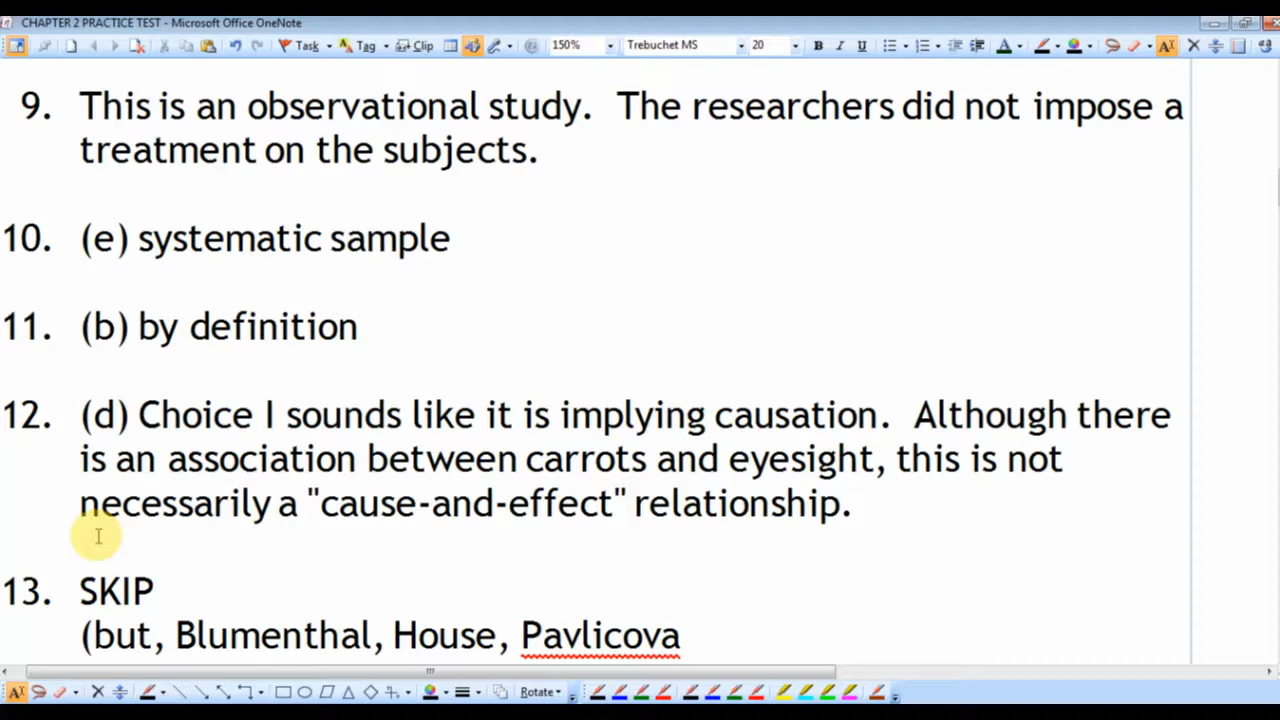 CHAPTER 2 PRACTICE TEST - Microsoft Office OneNote
Task Tag Clip 150% Trebuchet MS 20 B I U A A
9. This is an observational study. The researchers did not impose a
treatment on the subjects.
10. (e) systematic sample
11. (b) by definition
12. (d) Choice I sounds like it is implying causation. Although there
is an association between carrots and eyesight, this is not
necessarily a "cause-and-effect" relationship.
13. SKIP
(but, Blumenthal, House, Pavlicova
A Rotate